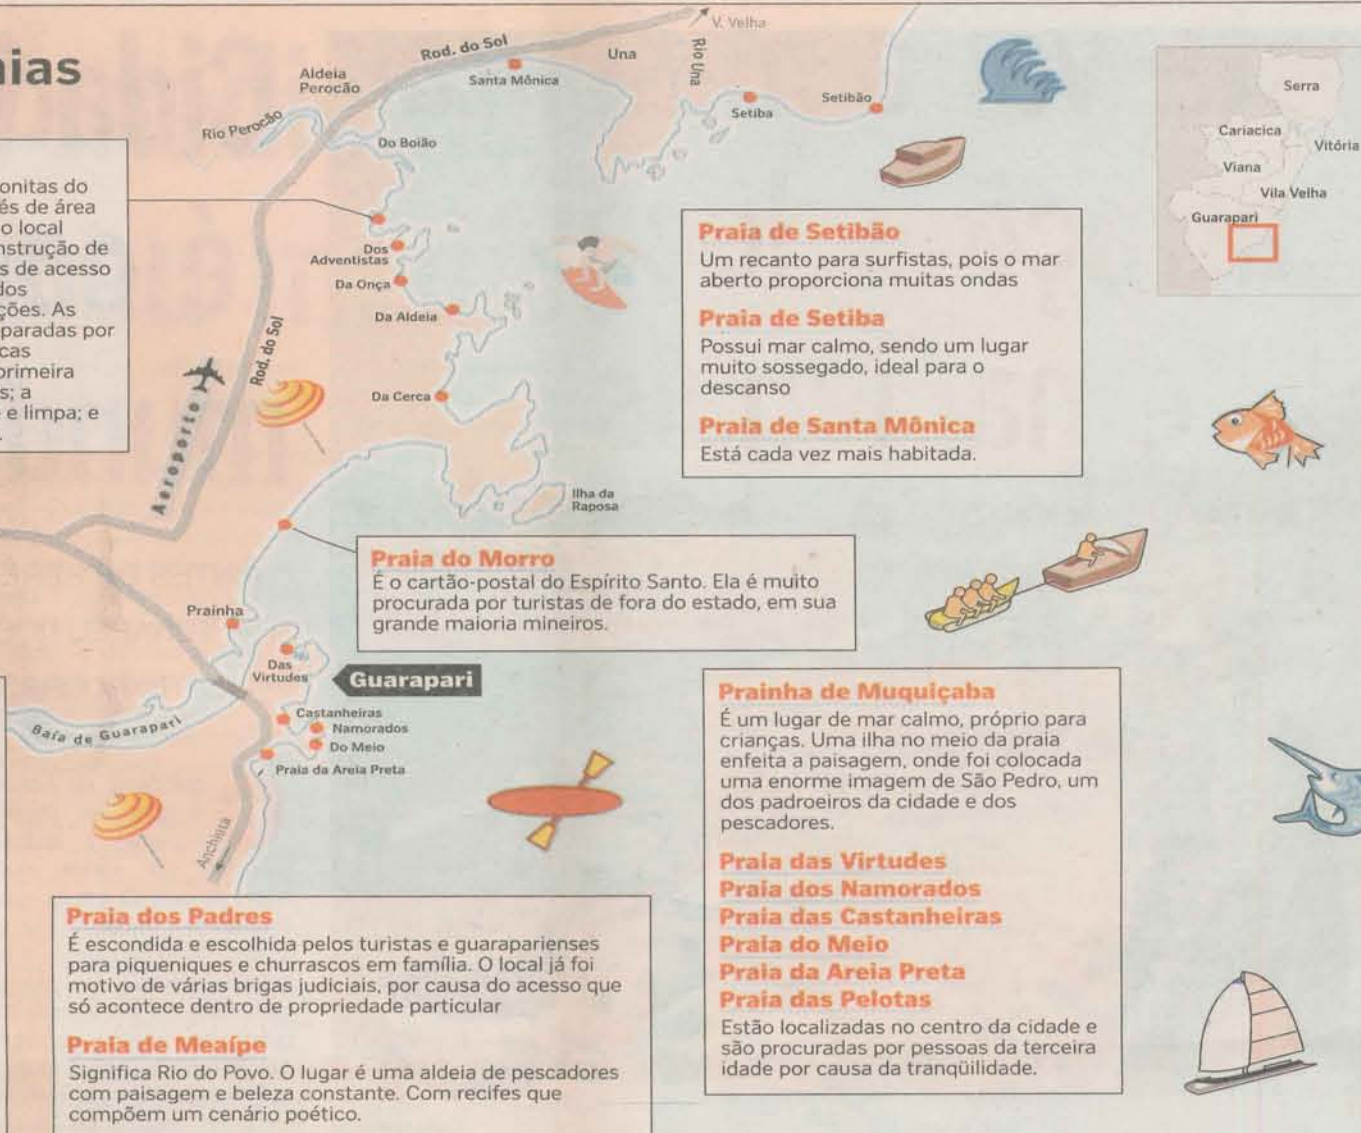 ias
onitas do
és de área
o local
nstrução de
s de acesso
dos
ções. As
paradas por
cas
primeira
s; a
e e limpa; e
V. Velha
Rod. do Sol
Una
Rio Una
Aldeia
Perocão
Santa Mônica
Setiba
Setibão
Rio Perocão
Do Boião
Dos
Adventistas
Da Onça
Da Aldeia
Rod. do Sol
Aeroporto
Da Cerca
Ilha da
Raposa
Serra
Cariacica
Vitória
Viana
Vila Velha
Guarapari
Praia de Setibão
Um recanto para surfistas, pois o mar
aberto proporciona muitas ondas
Praia de Setiba
Possui mar calmo, sendo um lugar
muito sossegado, ideal para o
descanso
Praia de Santa Mônica
Está cada vez mais habitada.
Praia do Morro
É o cartão-postal do Espírito Santo. Ela é muito
procurada por turistas de fora do estado, em sua
grande maioria mineiros.
Prainha
Das
Virtudes
Guarapari
Baía de Guarapari
Castanheiras
Namorados
Do Meio
Praia da Areia Preta
Anchieta
Prainha de Muquiçaba
É um lugar de mar calmo, próprio para
crianças. Uma ilha no meio da praia
enfeita a paisagem, onde foi colocada
uma enorme imagem de São Pedro, um
dos padroeiros da cidade e dos
pescadores.
Praia das Virtudes
Praia dos Namorados
Praia das Castanheiras
Praia do Meio
Praia da Areia Preta
Praia das Pelotas
Estão localizadas no centro da cidade e
são procuradas por pessoas da terceira
idade por causa da tranqüilidade.
Praia dos Padres
É escondida e escolhida pelos turistas e guaraparienses
para piqueniques e churrascos em família. O local já foi
motivo de várias brigas judiciais, por causa do acesso que
só acontece dentro de propriedade particular
Praia de Meaípe
Significa Rio do Povo. O lugar é uma aldeia de pescadores
com paisagem e beleza constante. Com recifes que
compõem um cenário poético.